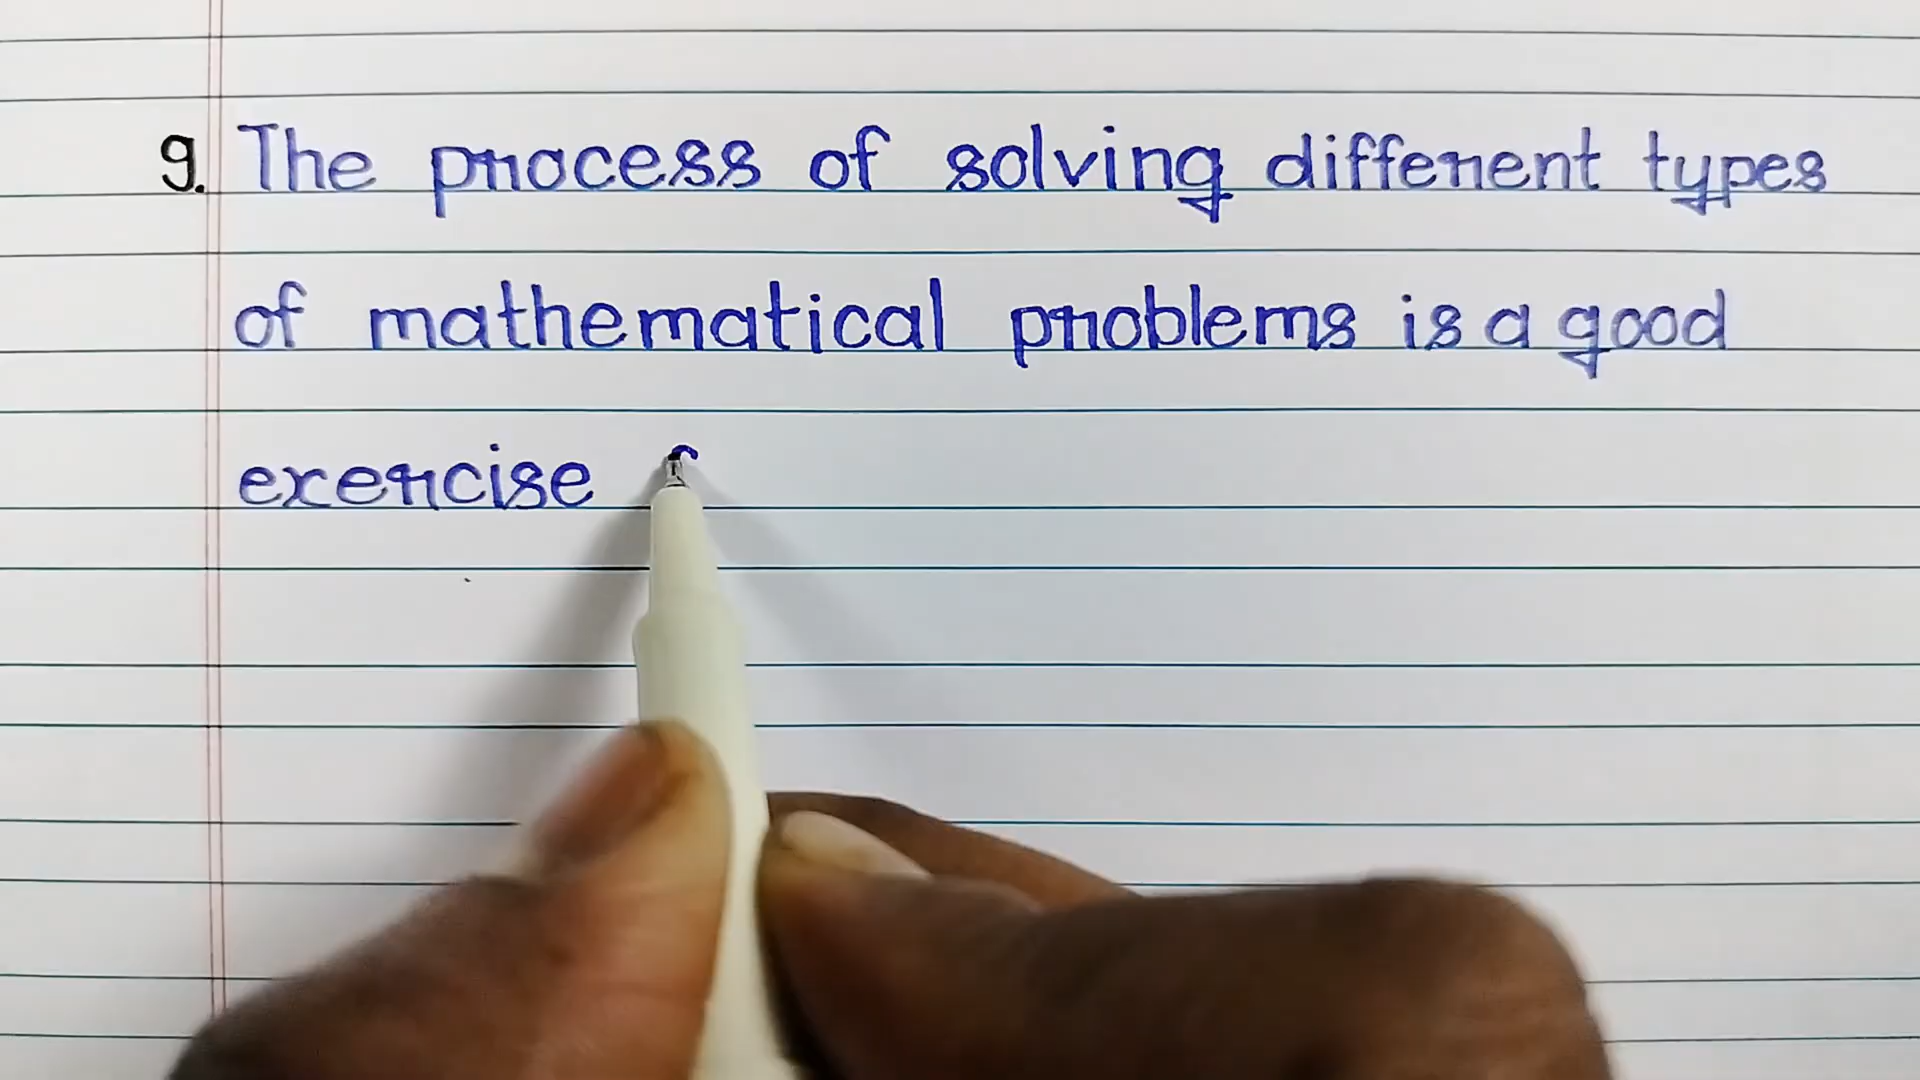 9. The process of solving different types
of mathematical problems is a good
exercise